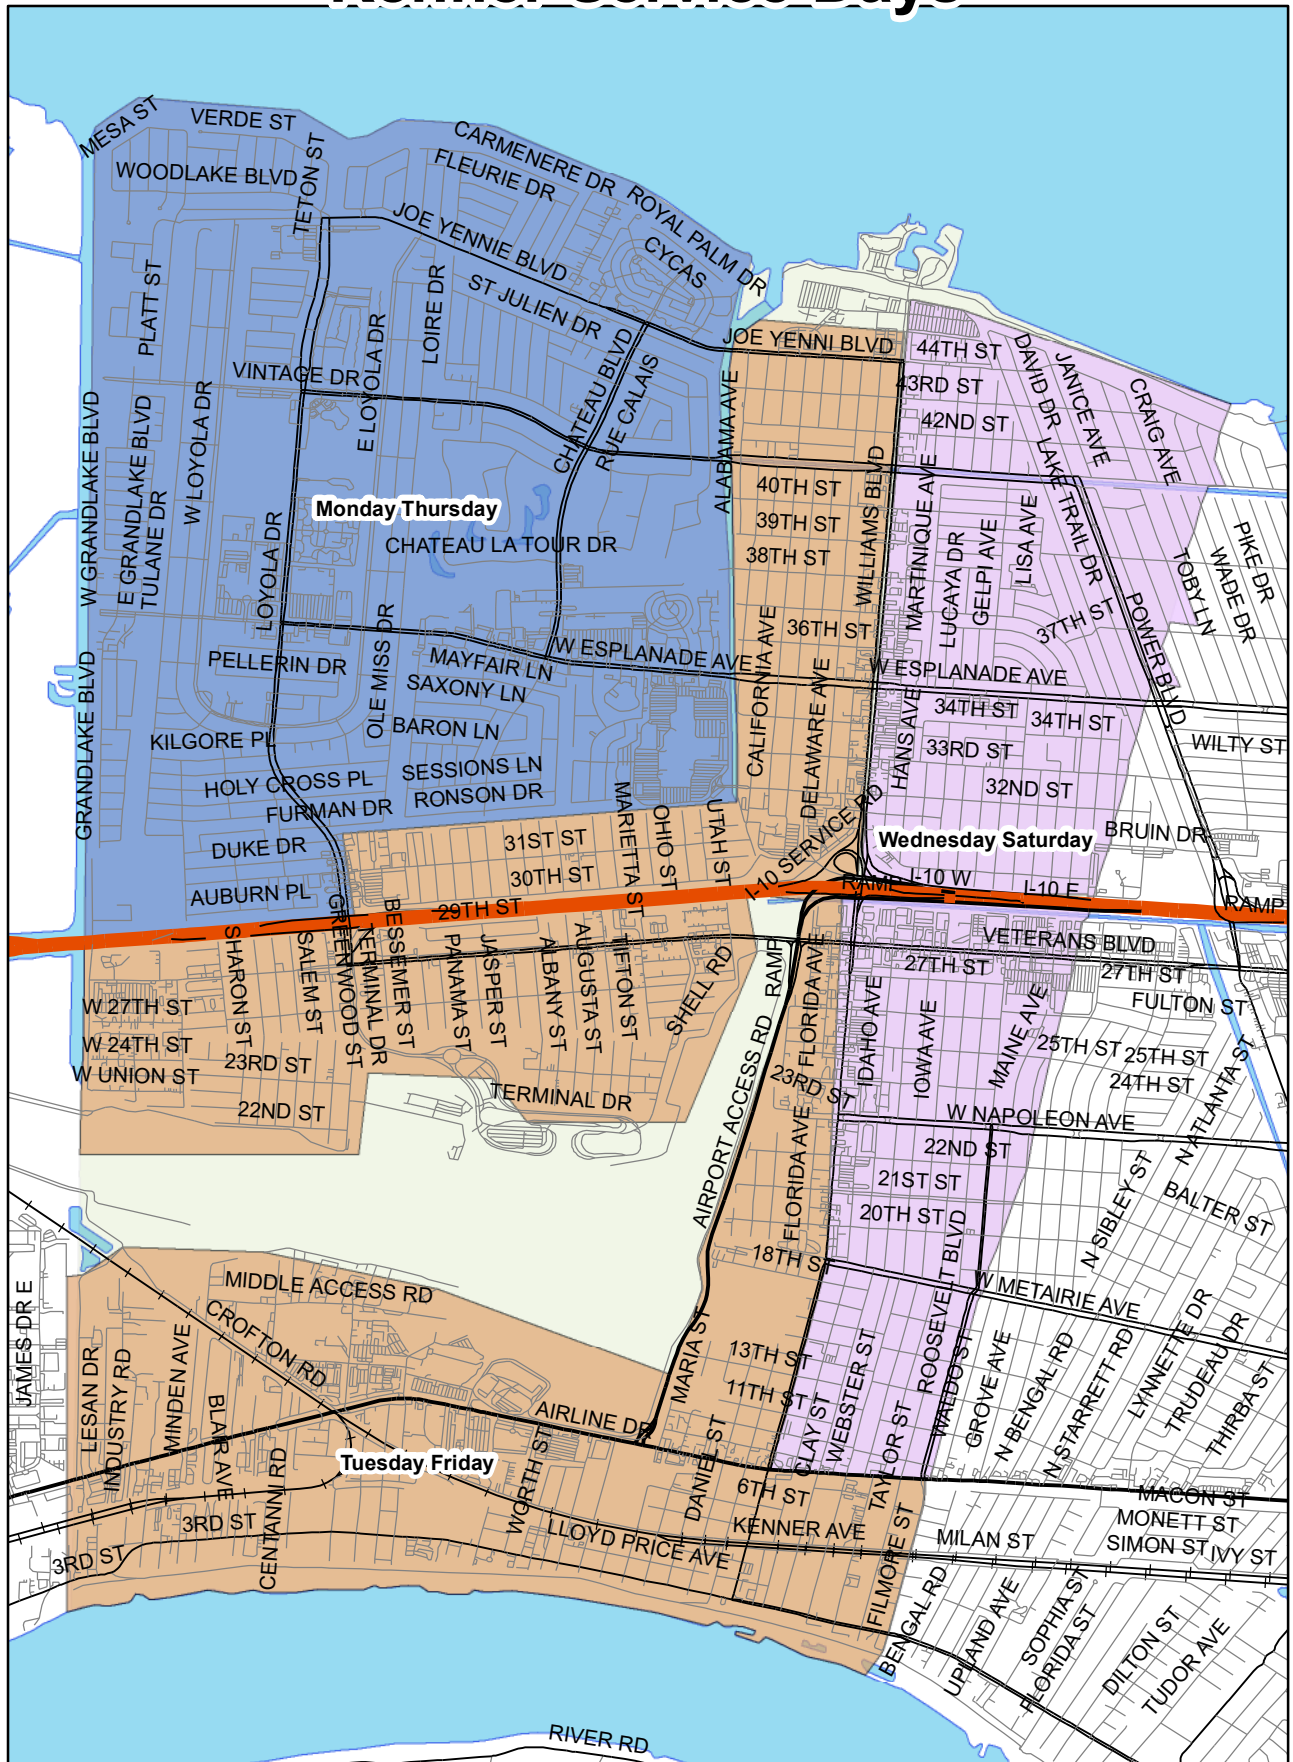 Kenner Service Days
MESA ST
VERDE ST
CARMENERE DR
FLEURIE DR
WOODLAKE BLVD
TETON ST
ROYAL PALM DR
JOE YENNIE BLVD
CYCAS
ST JULIEN DR
PLATT ST
LOIRE DR
E LOYOLA DR
CHATEAU BLVD
RUE CALAIS
VINTAGE DR
JOE YENNI BLVD
44TH ST
DAVID DR
JANICE AVE
CRAIG AVE
43RD ST
42ND ST
W GRANDLAKE BLVD
E GRANDLAKE BLVD
TULANE DR
W LOYOLA DR
ALABAMA AVE
WILLIAMS BLVD
MARTINIQUE AVE
LAKE TRAIL DR
40TH ST
39TH ST
38TH ST
Monday Thursday
CHATEAU LA TOUR DR
LOYOLA DR
LUCAYA DR
GELPI AVE
LISA AVE
PIKE DR
WADE DR
TOBY LN
37TH ST
POWER BLVD
36TH ST
OLE MISS DR
CALIFORNIA AVE
PELLERIN DR
MAYFAIR LN
W ESPLANADE AVE
W ESPLANADE AVE
SAXONY LN
DELAWARE AVE
HANS AVE
34TH ST
34TH ST
GRANDLAKE BLVD
KILGORE PL
BARON LN
33RD ST
WILTY ST
HOLY CROSS PL
SESSIONS LN
32ND ST
FURMAN DR
RONSON DR
MARIETTA ST
OHIO ST
UTAH ST
I-10 SERVICE RD
DUKE DR
31ST ST
Wednesday Saturday
BRUIN DR
AUBURN PL
30TH ST
RAMP
I-10 W
I-10 E
RAMP
29TH ST
SHARON ST
SALEM ST
GREENWOOD ST
TERMINAL DR
BESSEMER ST
PANAMA ST
JASPER ST
ALBANY ST
AUGUSTA ST
TIFTON ST
SHELL RD
RAMP
FLORIDA AVE
VETERANS BLVD
27TH ST
27TH ST
FULTON ST
W 27TH ST
IDAHO AVE
IOWA AVE
MAINE AVE
W 24TH ST
W UNION ST
23RD ST
23RD ST
25TH ST
25TH ST
24TH ST
N ATLANTA ST
22ND ST
TERMINAL DR
AIRPORT ACCESS RD
W NAPOLEON AVE
FLORIDA AVE
22ND ST
21ST ST
20TH ST
N SIBLEY ST
BALTER ST
18TH S
ROOSEVELT BLVD
W METAIRIE AVE
MIDDLE ACCESS RD
CROFTON RD
JAMES DR E
LESAN DR
INDUSTRY RD
MINDEN AVE
BLAIR AVE
MARIA ST
13TH ST
11TH ST
WEBSTER ST
CLAY ST
WALDO ST
GROVE AVE
N BENGAL RD
N STARRETT RD
LYNNETTE DR
TRUDEAU DR
THIRBA ST
AIRLINE DR
Tuesday Friday
CENTANNI RD
WORTH ST
DANIEL ST
6TH ST
TAYLOR ST
MACON ST
MONETT ST
3RD ST
LLOYD PRICE AVE
KENNER AVE
MILAN ST
SIMON ST
IVY ST
3RD ST
FILMORE ST
BENGAL RD
UPLAND AVE
SOPHIA ST
FLORIDA ST
DILTON ST
TUDOR AVE
RIVER RD